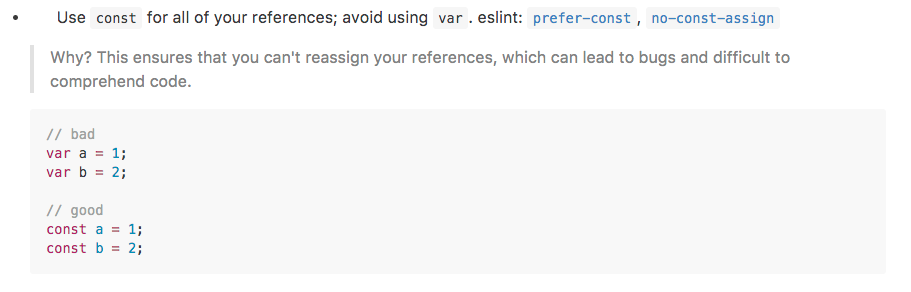 • Use const for all of your references; avoid using var. eslint: prefer-const, no-const-assign
Why? This ensures that you can't reassign your references, which can lead to bugs and difficult to
comprehend code.
// bad
var a = 1;
var b = 2;
// good
const a = 1;
const b = 2;